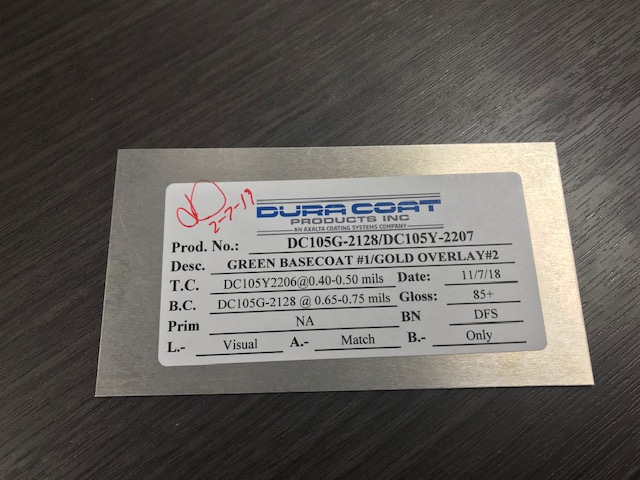 2-7-19
DURA COAT
PRODUCTS INC
AN AXALTA COATING SYSTEMS COMPANY
Prod. No.: DC105G-2128/DC105Y-2207
Desc. GREEN BASECOAT #1/GOLD OVERLAY#2
T.C. DC105Y2206@0.40-0.50 mils Date: 11/7/18
B.C. DC105G-2128 @ 0.65-0.75 mils Gloss: 85+
Prim NA BN DFS
L.- Visual A.- Match B.- Only